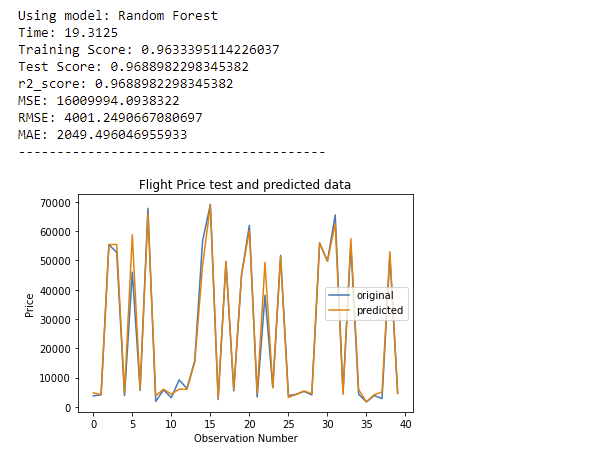 Using model: Random Forest
Time: 19.3125
Training Score: 0.9633395114226037
Test Score: 0.9688982298345382
r2_score: 0.9688982298345382
MSE: 16009994.0938322
RMSE: 4001.2490667080697
MAE: 2049.496046955933
----------------------------------------
Flight Price test and predicted data
70000
60000
50000
40000
30000
20000
10000
0
Price
original
predicted
0 5 10 15 20 25 30 35 40
Observation Number